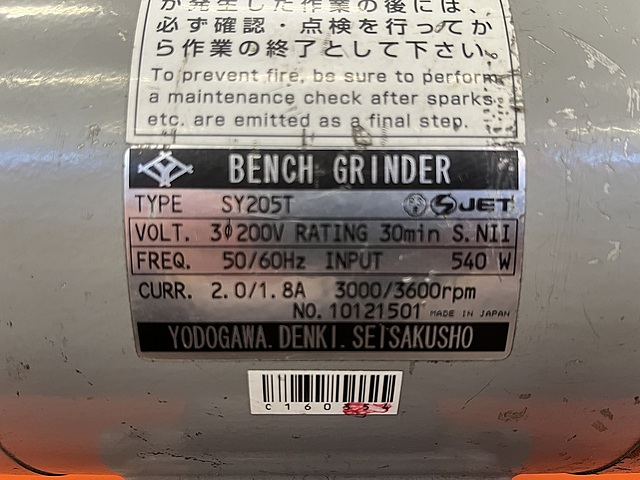 が発生した作業の後には、
必ず確認・点検を行ってか
ら作業の終了として下さい。
To prevent fire, be sure to perform
a maintenance check after sparks
etc. are emitted as a final step.
BENCH GRINDER
TYPE SY205T JET
VOLT. 3φ200V RATING 30min S.NII
FREQ. 50/60Hz INPUT 540 W
CURR. 2.0/1.8A 3000/3600rpm
NO. 10121501 MADE IN JAPAN
YODOGAWA.DENKI.SEISAKUSHO
c160554